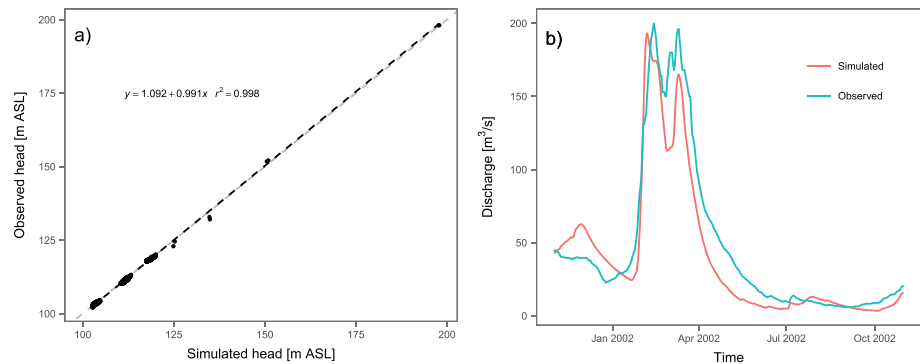 a)
y = 1.092 + 0.991x r² = 0.998
Observed head [m ASL]
200
175
150
125
100
100
125
150
175
200
Simulated head [m ASL]
b)
Simulated
Observed
Discharge [m³/s]
200
150
100
50
0
Jan 2002
Apr 2002
Jul 2002
Oct 2002
Time